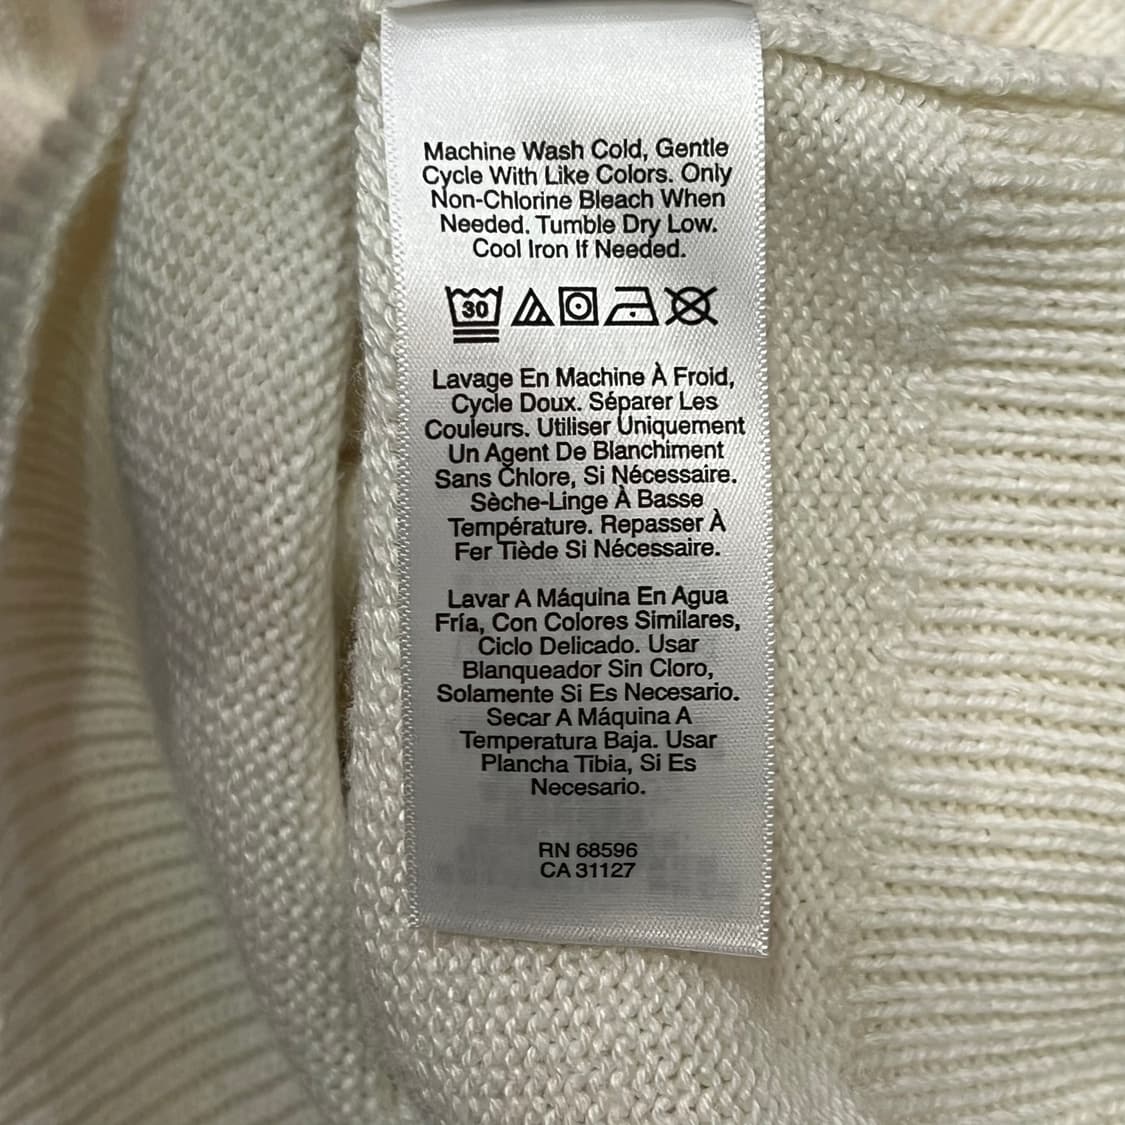 Machine Wash Cold, Gentle
Cycle With Like Colors. Only
Non-Chlorine Bleach When
Needed. Tumble Dry Low.
Cool Iron If Needed.
30
Lavage En Machine À Froid,
Cycle Doux. Séparer Les
Couleurs. Utiliser Uniquement
Un Agent De Blanchiment
Sans Chlore, Si Nécessaire.
Sèche-Linge À Basse
Température. Repasser À
Fer Tiède Si Nécessaire.
Lavar A Máquina En Agua
Fría, Con Colores Similares,
Ciclo Delicado. Usar
Blanqueador Sin Cloro,
Solamente Si Es Necesario.
Secar A Máquina A
Temperatura Baja. Usar
Plancha Tibia, Si Es
Necesario.
RN 68596
CA 31127